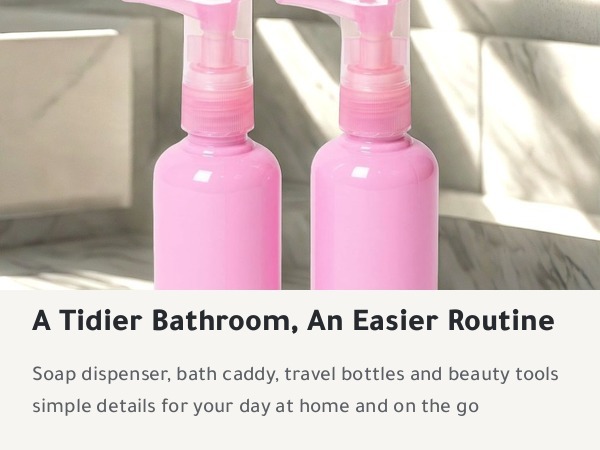 A Tidier Bathroom, An Easier Routine
Soap dispenser, bath caddy, travel bottles and beauty tools
simple details for your day at home and on the go